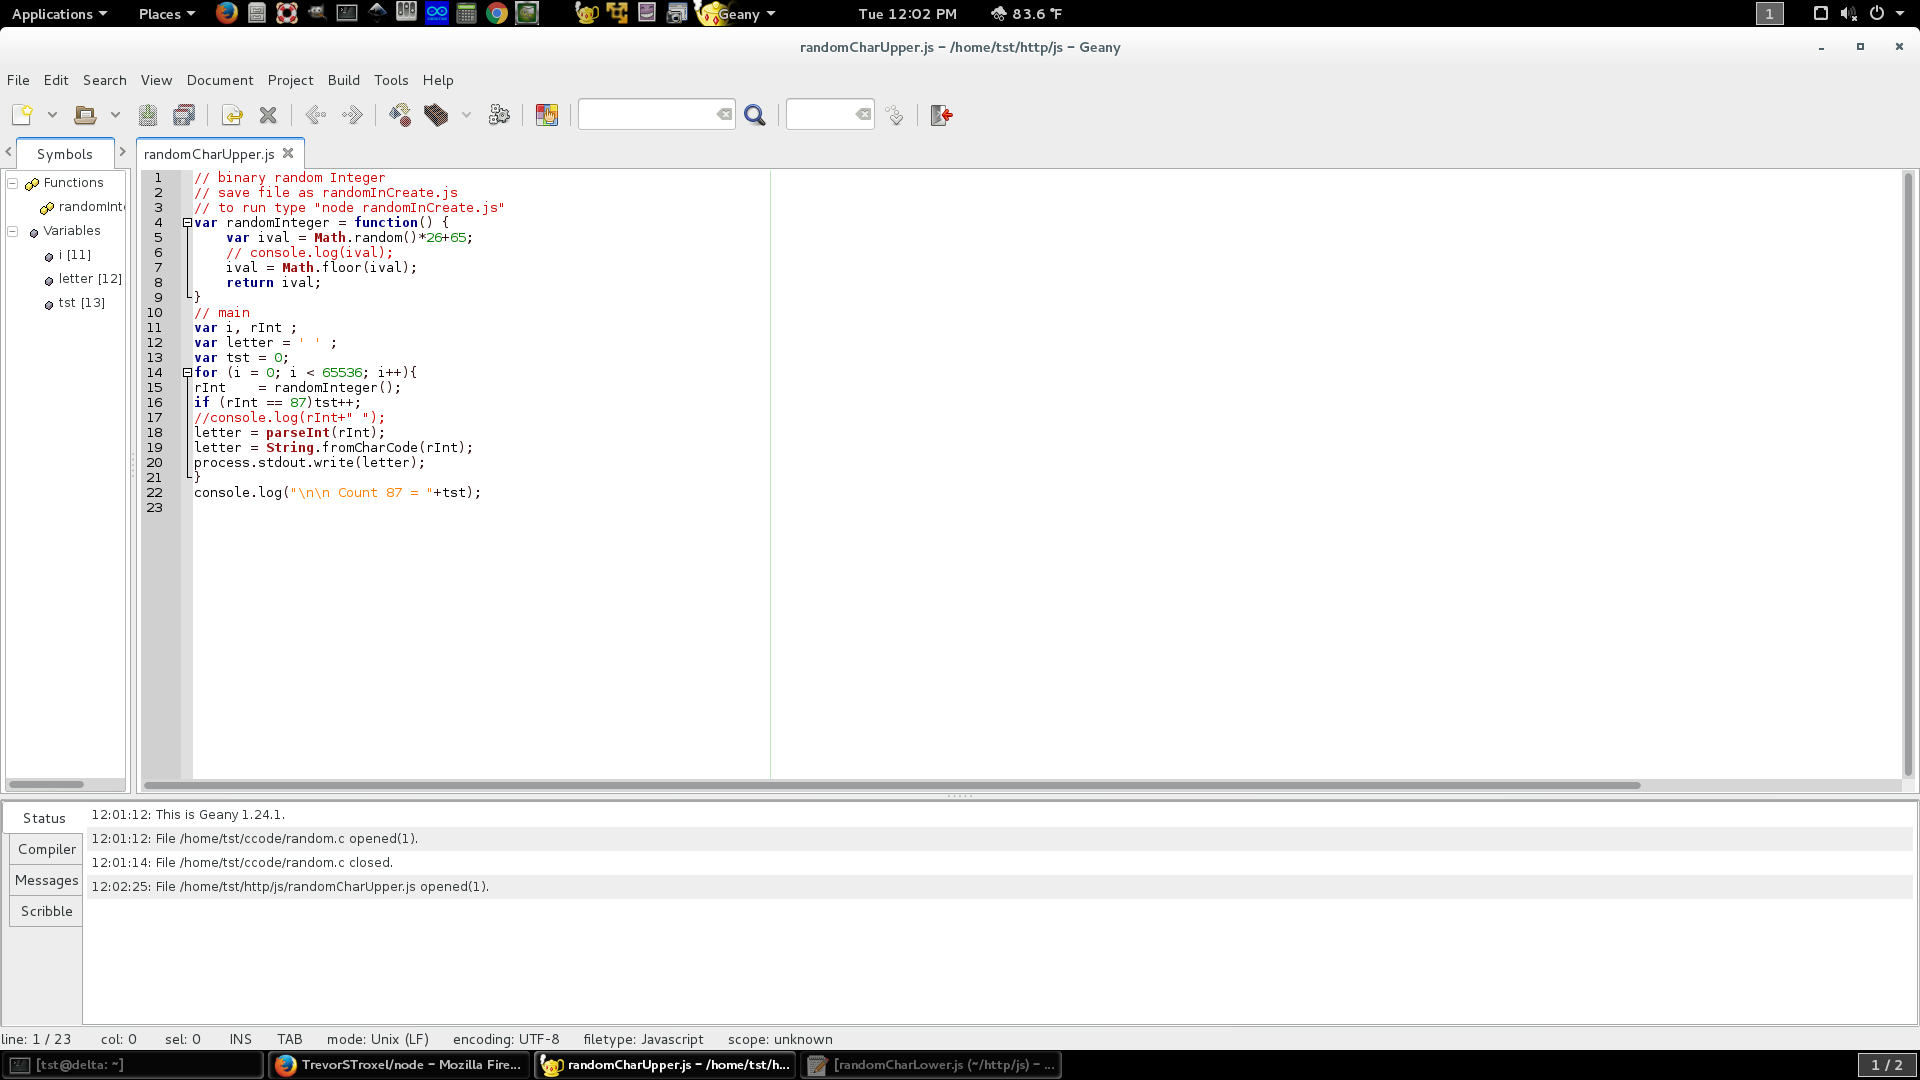 Applications Places Geany Tue 12:02 PM 83.6 °F 1
randomCharUpper.js – /home/tst/http/js – Geany
File Edit Search View Document Project Build Tools Help
Symbols randomCharUpper.js
Functions
randomInt
Variables
i [11]
letter [12]
tst [13]
1 // binary random Integer
2 // save file as randomInCreate.js
3 // to run type "node randomInCreate.js"
4 var randomInteger = function() {
5 var ival = Math.random()*26+65;
6 // console.log(ival);
7 ival = Math.floor(ival);
8 return ival;
9 }
10 // main
11 var i, rInt ;
12 var letter = ' ' ;
13 var tst = 0;
14 for (i = 0; i < 65536; i++){
15 rInt    = randomInteger();
16 if (rInt == 87)tst++;
17 //console.log(rInt+" ");
18 letter = parseInt(rInt);
19 letter = String.fromCharCode(rInt);
20 process.stdout.write(letter);
21 }
22 console.log("\n\n Count 87 = "+tst);
23
Status
Compiler
Messages
Scribble
12:01:12: This is Geany 1.24.1.
12:01:12: File /home/tst/ccode/random.c opened(1).
12:01:14: File /home/tst/ccode/random.c closed.
12:02:25: File /home/tst/http/js/randomCharUpper.js opened(1).
line: 1 / 23 col: 0 sel: 0 INS TAB mode: Unix (LF) encoding: UTF-8 filetype: Javascript scope: unknown
[tst@delta: ~] TrevorSTroxel/node – Mozilla Fire... randomCharUpper.js – /home/tst/h... [randomCharLower.js (~/http/js) – ... 1 / 2